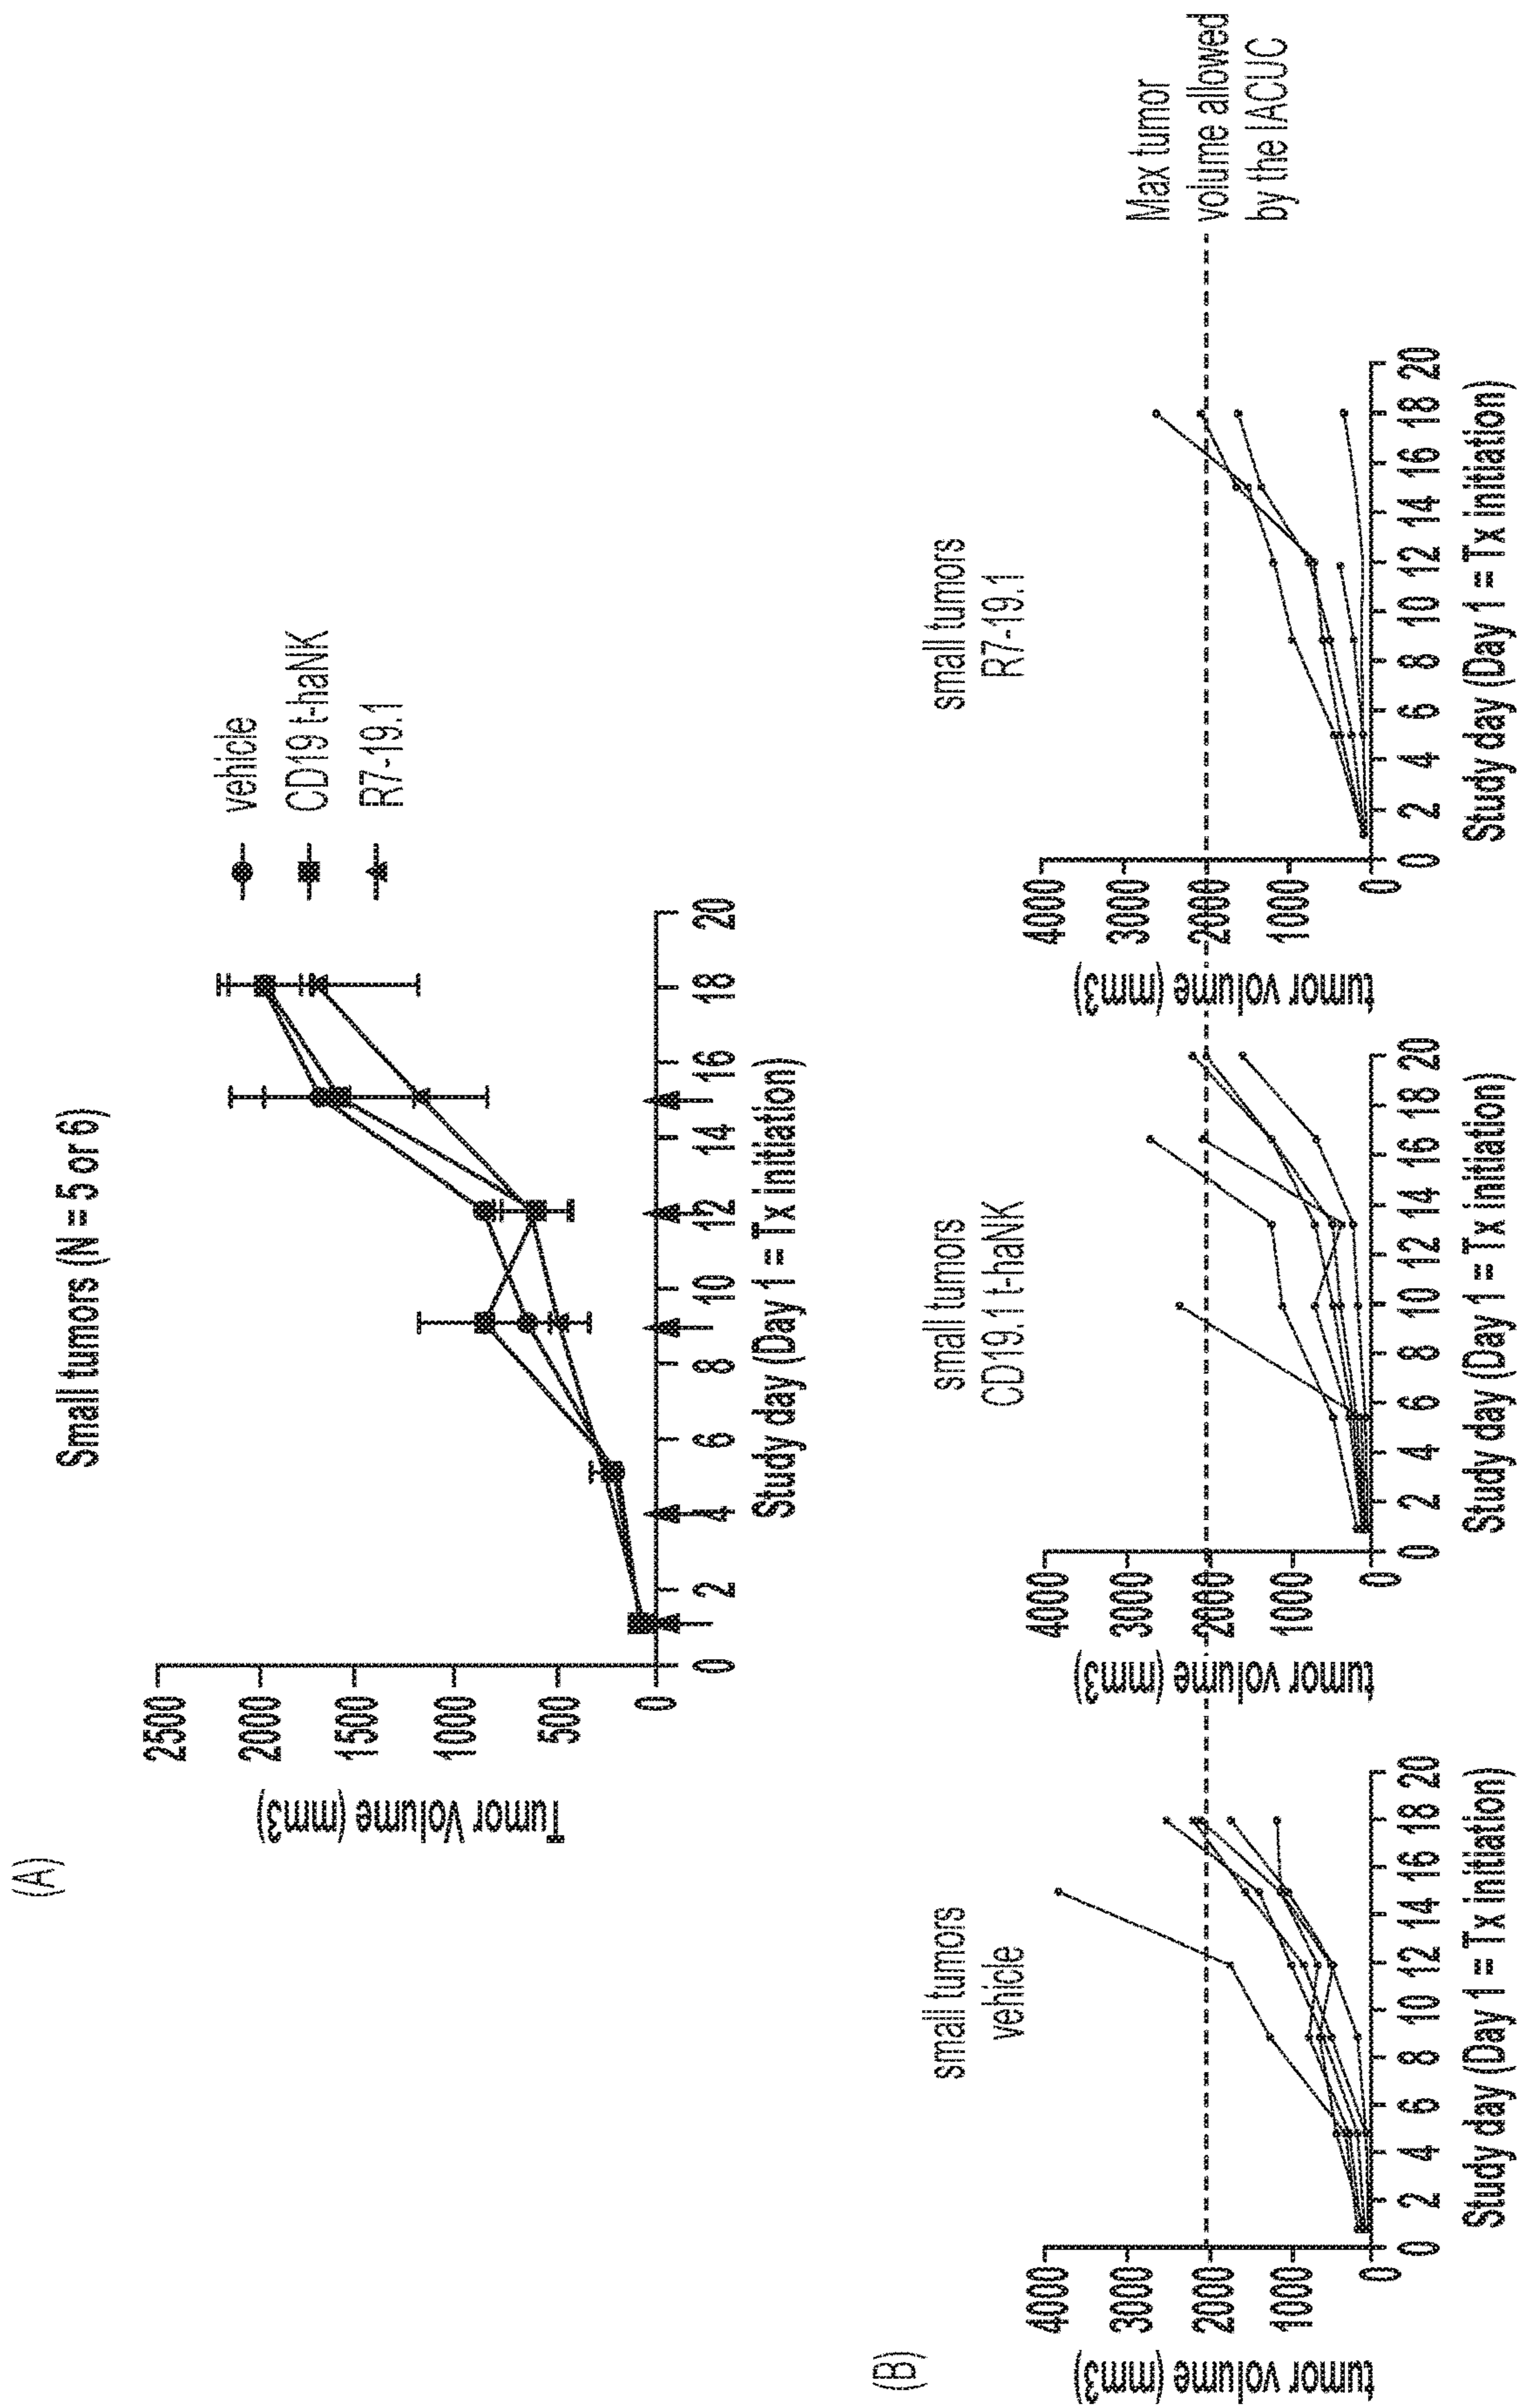 (A)
Small tumors (N = 5 or 6)
Tumor Volume (mm3)
2500
2000
1500
1000
500
0
0 2 4 6 8 10 12 14 16 18 20
Study day (Day 1 = Tx initiation)
vehicle
CD19 t-haNK
R7-19.1
(B)
small tumors
vehicle
tumor volume (mm3)
4000
3000
2000
1000
0
0 2 4 6 8 10 12 14 16 18 20
Study day (Day 1 = Tx initiation)
small tumors
CD19.1 t-haNK
tumor volume (mm3)
4000
3000
2000
1000
0
0 2 4 6 8 10 12 14 16 18 20
Study day (Day 1 = Tx initiation)
small tumors
R7-19.1
tumor volume (mm3)
4000
3000
2000
1000
0
0 2 4 6 8 10 12 14 16 18 20
Study day (Day 1 = Tx initiation)
Max tumor
volume allowed
by the IACUC